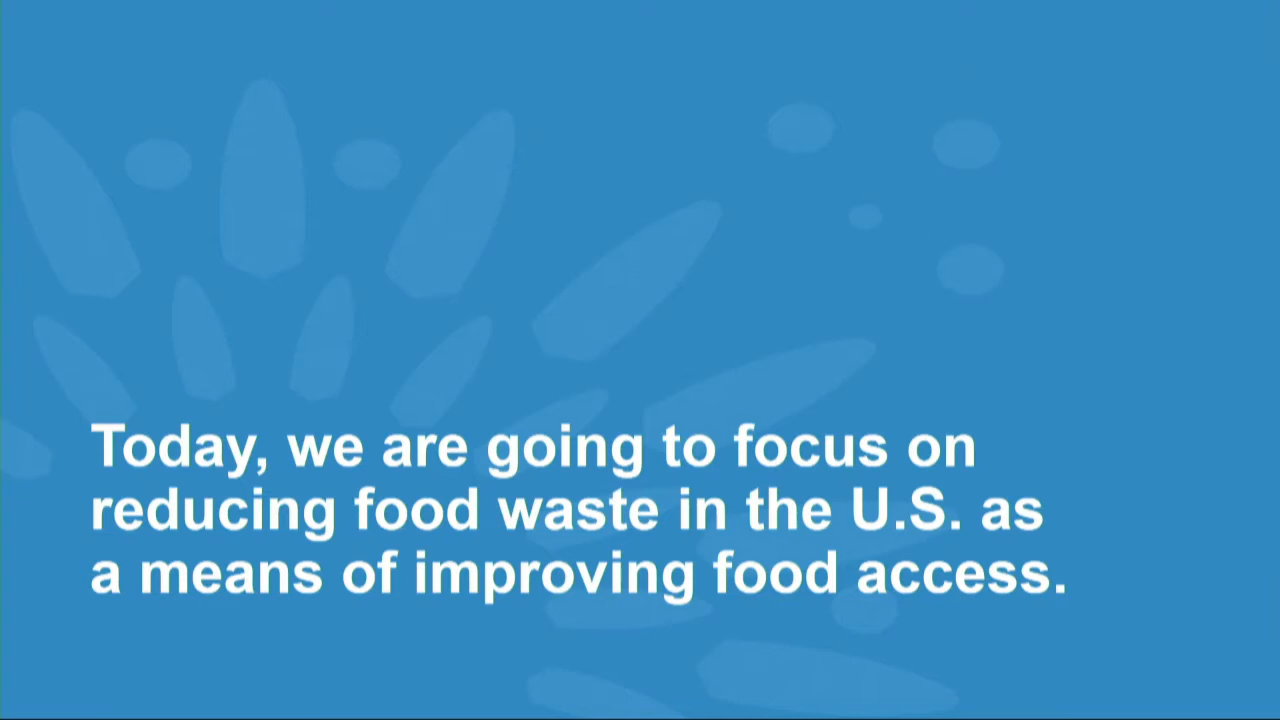 Today, we are going to focus on
reducing food waste in the U.S. as
a means of improving food access.